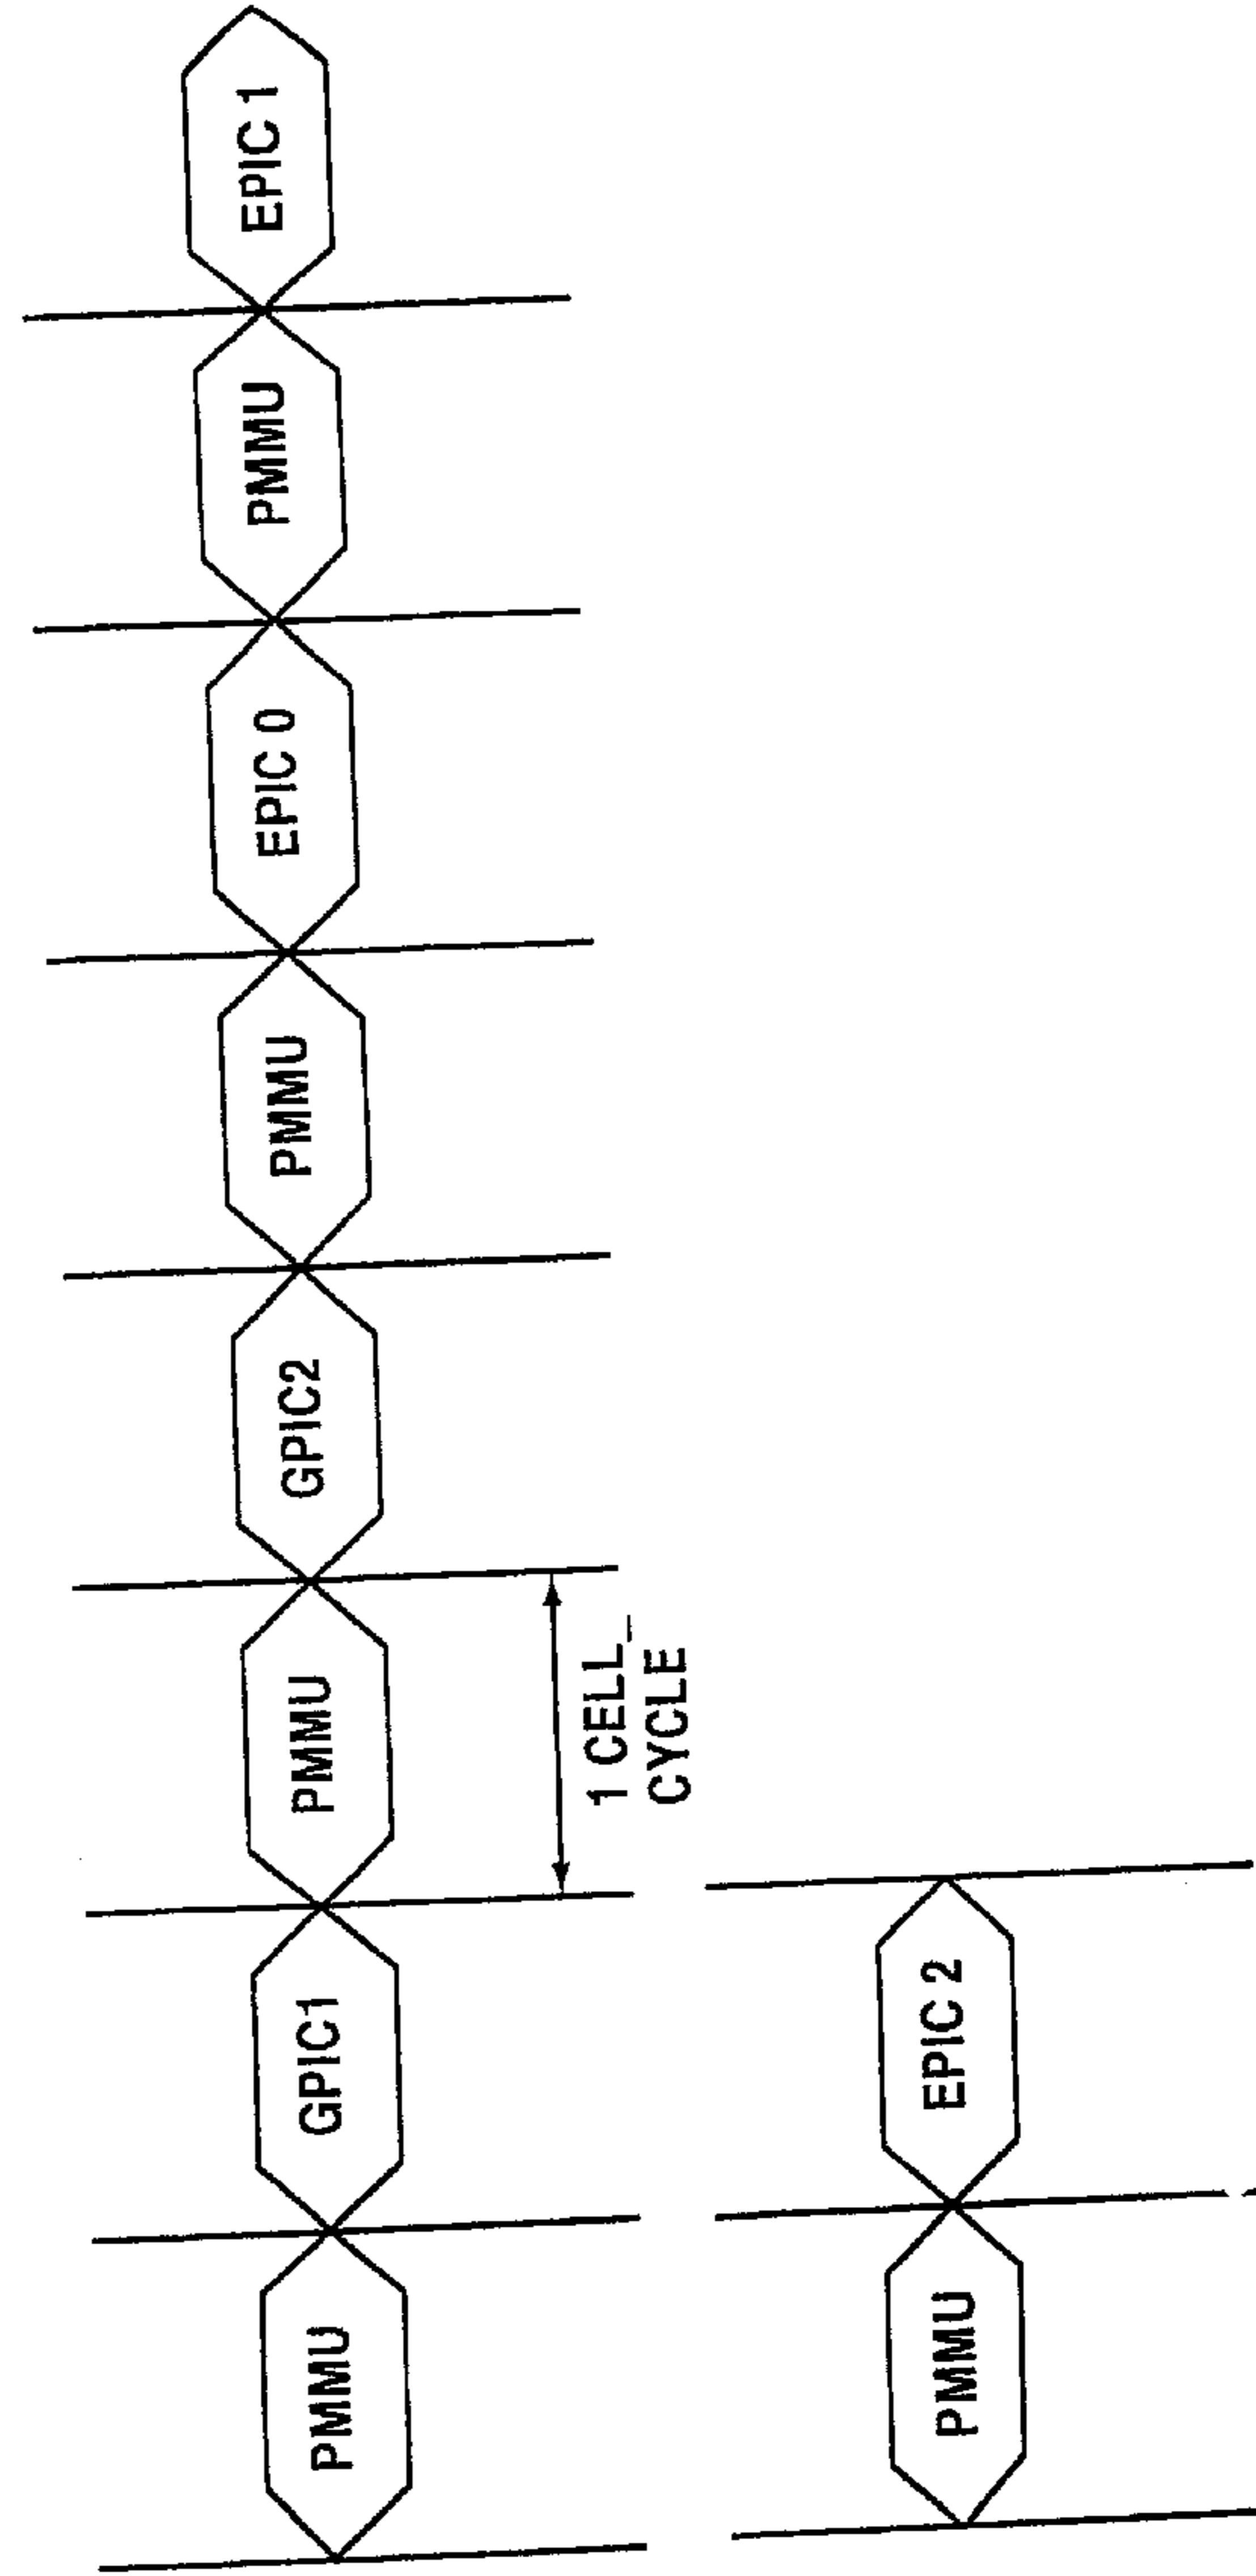 PMMU
GPIC1
PMMU
GPIC2
PMMU
EPIC 0
PMMU
EPIC 1
1 CELL_
CYCLE
PMMU
EPIC 2